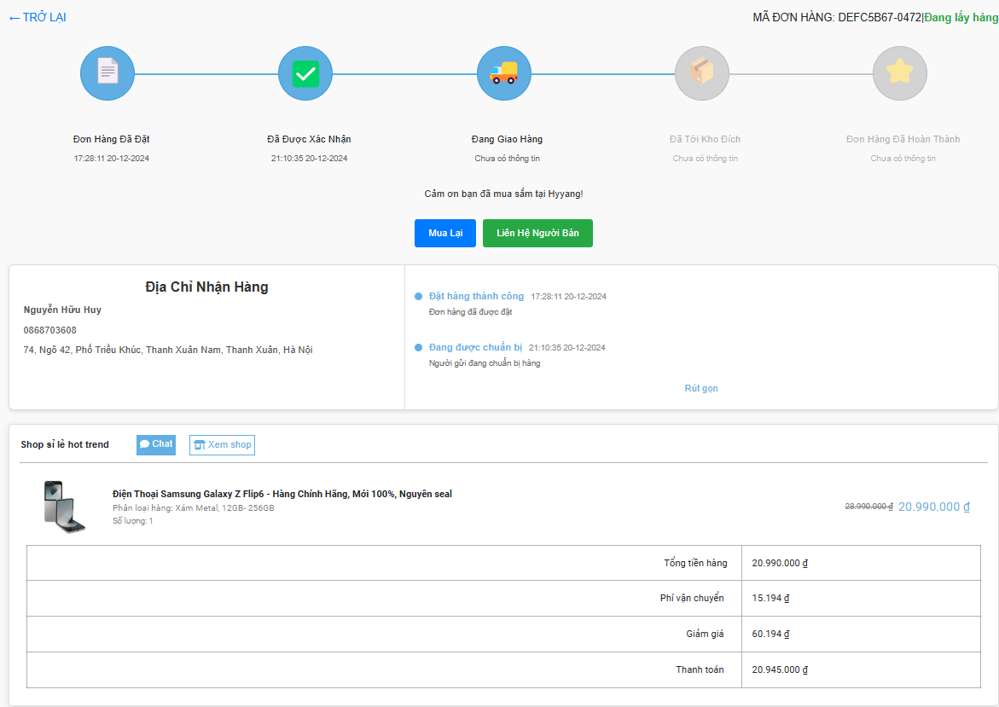 ← TRỞ LẠI
MÃ ĐƠN HÀNG: DEFC5B67-0472|Đang lấy hàng
Đơn Hàng Đã Đặt
17:28:11 20-12-2024
Đã Được Xác Nhận
21:10:35 20-12-2024
Đang Giao Hàng
Chưa có thông tin
Đã Tới Kho Đích
Chưa có thông tin
Đơn Hàng Đã Hoàn Thành
Chưa có thông tin
Cảm ơn bạn đã mua sắm tại Hyyang!
Mua Lại
Liên Hệ Người Bán
Địa Chỉ Nhận Hàng
Nguyễn Hữu Huy
0868703608
74, Ngõ 42, Phố Triều Khúc, Thanh Xuân Nam, Thanh Xuân, Hà Nội
Đặt hàng thành công 17:28:11 20-12-2024
Đơn hàng đã được đặt
Đang được chuẩn bị 21:10:35 20-12-2024
Người gửi đang chuẩn bị hàng
Rút gọn
Shop sỉ lẻ hot trend
Chat
Xem shop
Điện Thoại Samsung Galaxy Z Flip6 - Hàng Chính Hãng, Mới 100%, Nguyên seal
Phân loại hàng: Xám Metal, 12GB- 256GB
Số lượng: 1
28.990.000 ₫ 20.990.000 ₫
Tổng tiền hàng 20.990.000 ₫
Phí vận chuyển 15.194 ₫
Giảm giá 60.194 ₫
Thanh toán 20.945.000 ₫